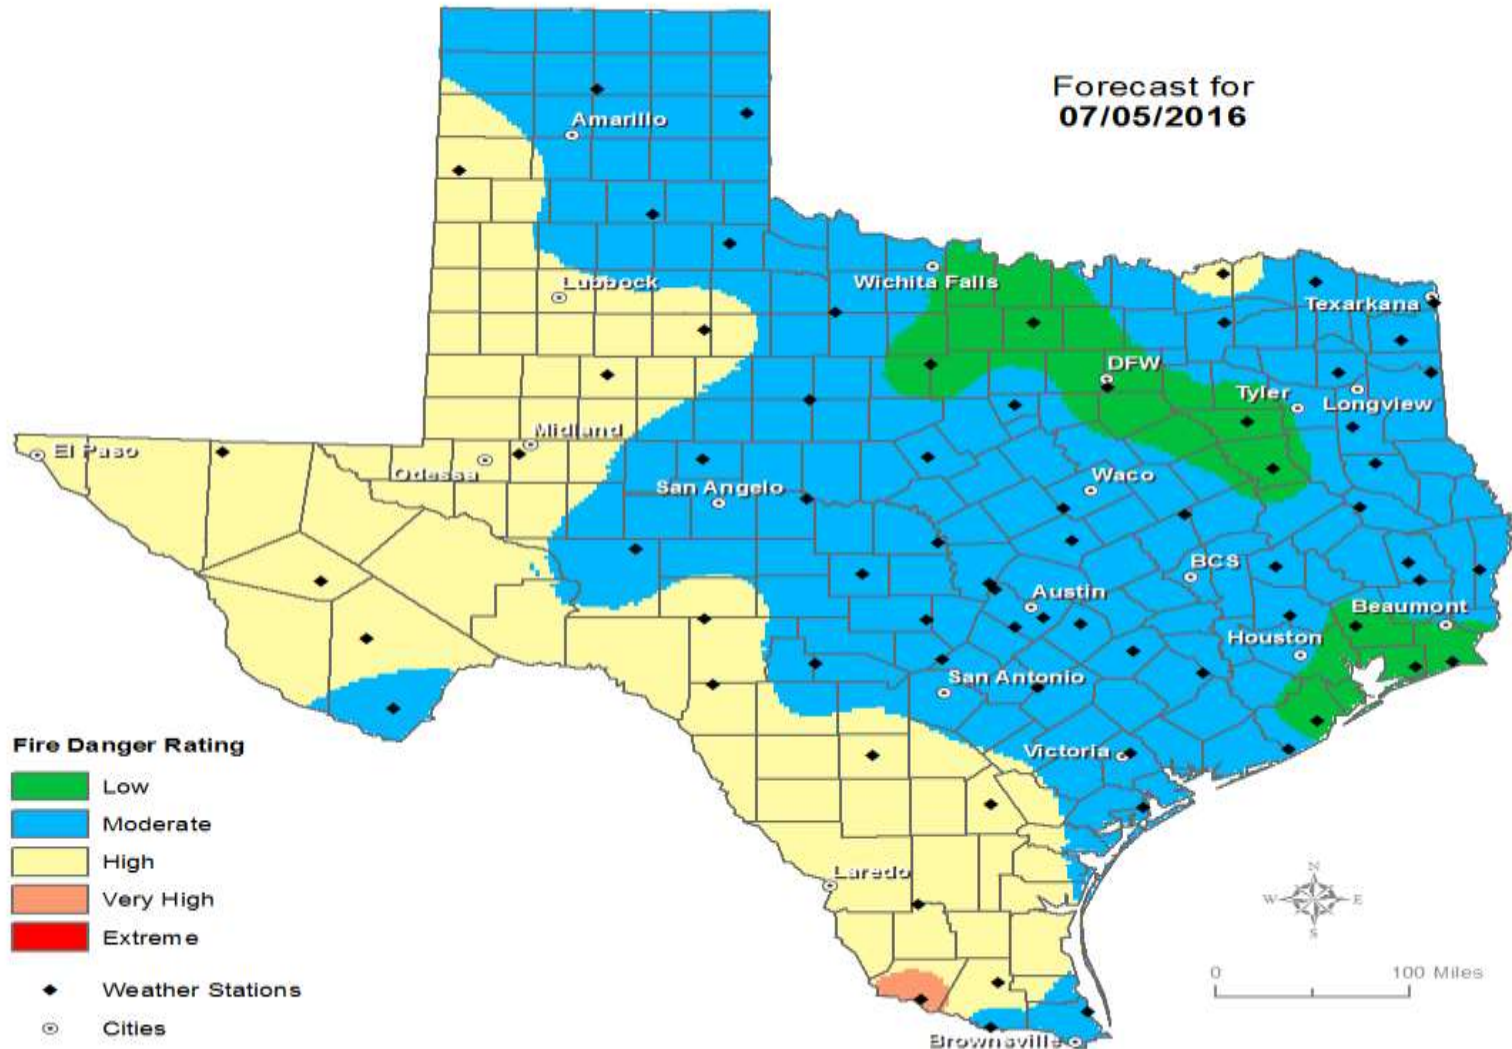 Forecast for
07/05/2016
Amarillo
Lubbock
Wichita Falls
Texarkana
DFW
Tyler
Longview
El Paso
Midland
Odessa
San Angelo
Waco
BCS
Austin
Beaumont
Houston
San Antonio
Victoria
Laredo
Brownsville
Fire Danger Rating
Low
Moderate
High
Very High
Extreme
Weather Stations
Cities
N
W E
S
0 100 Miles